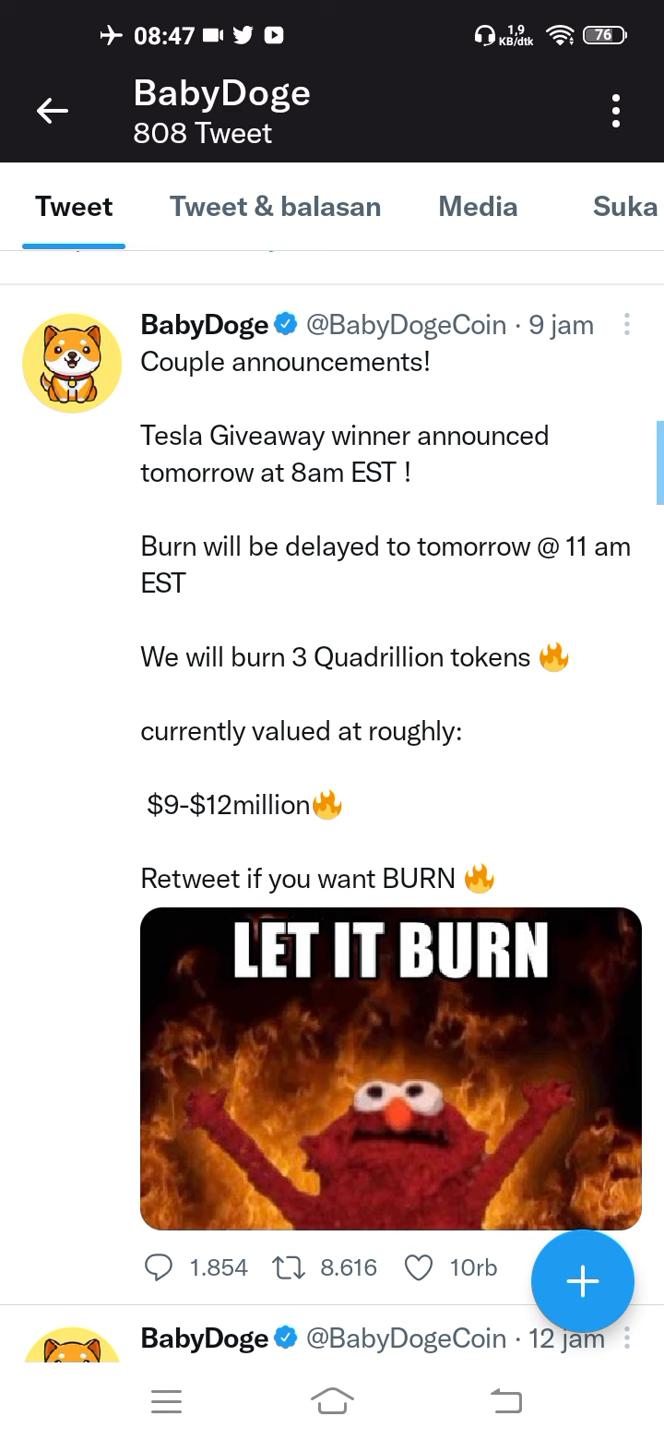 08:47
1,9
KB/dtk
76
BabyDoge
808 Tweet
Tweet
Tweet & balasan
Media
Suka
BabyDoge @BabyDogeCoin · 9 jam
Couple announcements!
Tesla Giveaway winner announced
tomorrow at 8am EST !
Burn will be delayed to tomorrow @ 11 am
EST
We will burn 3 Quadrillion tokens 🔥
currently valued at roughly:
$9-$12million🔥
Retweet if you want BURN 🔥
LET IT BURN
1.854
8.616
10rb
BabyDoge @BabyDogeCoin · 12 jam